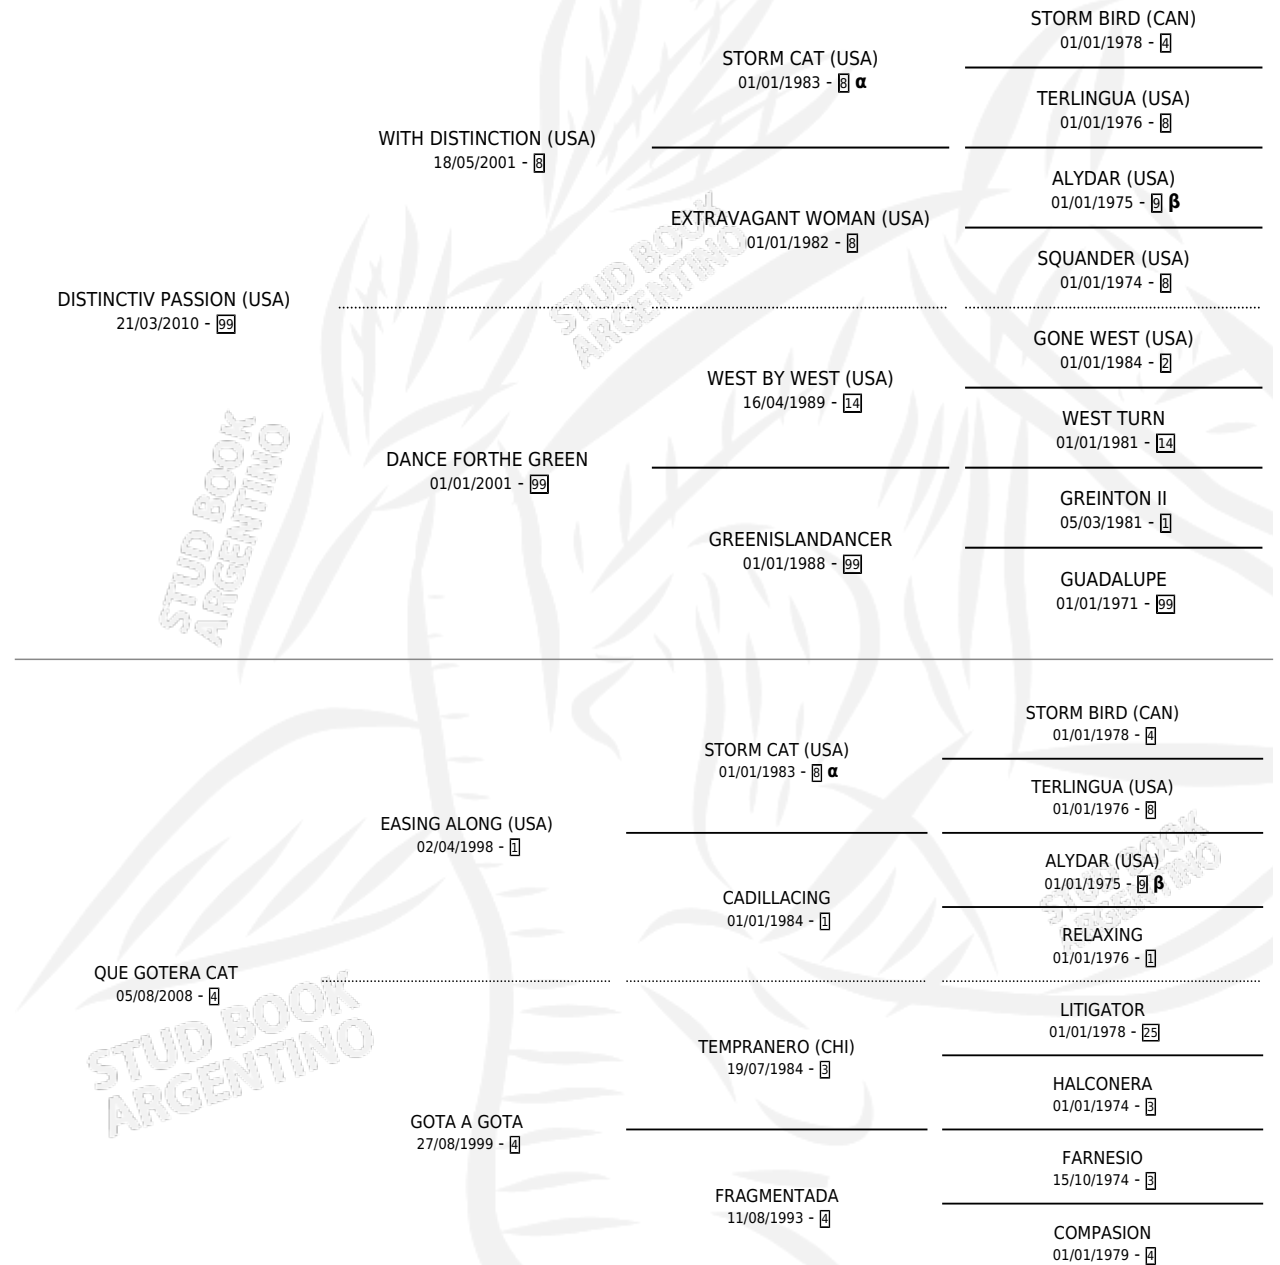 STORM BIRD (CAN)
01/01/1978 - 4
STORM CAT (USA)
01/01/1983 - 8 α
TERLINGUA (USA)
01/01/1976 - 8
WITH DISTINCTION (USA)
18/05/2001 - 8
ALYDAR (USA)
01/01/1975 - 9 β
EXTRAVAGANT WOMAN (USA)
01/01/1982 - 8
SQUANDER (USA)
01/01/1974 - 8
DISTINCTIV PASSION (USA)
21/03/2010 - 99
GONE WEST (USA)
01/01/1984 - 2
WEST BY WEST (USA)
16/04/1989 - 14
WEST TURN
01/01/1981 - 14
DANCE FORTHE GREEN
01/01/2001 - 99
GREINTON II
05/03/1981 - 1
GREENISLANDANCER
01/01/1988 - 99
GUADALUPE
01/01/1971 - 99
STUD BOOK
ARGENTINO
STUD BOOK
ARGENTINO
STORM BIRD (CAN)
01/01/1978 - 4
STORM CAT (USA)
01/01/1983 - 8 α
TERLINGUA (USA)
01/01/1976 - 8
EASING ALONG (USA)
02/04/1998 - 1
ALYDAR (USA)
01/01/1975 - 9 β
CADILLACING
01/01/1984 - 1
RELAXING
01/01/1976 - 1
QUE GOTERA CAT
05/08/2008 - 4
LITIGATOR
01/01/1978 - 25
TEMPRANERO (CHI)
19/07/1984 - 3
HALCONERA
01/01/1974 - 3
GOTA A GOTA
27/08/1999 - 4
FARNESIO
15/10/1974 - 3
FRAGMENTADA
11/08/1993 - 4
COMPASION
01/01/1979 - 4
STUD BOOK
ARGENTINO
STUD BOOK
ARGENTINO